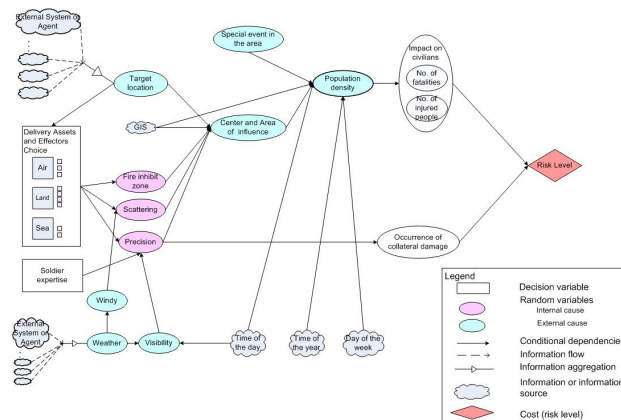 External System or
Agent
Special event in
the area
Impact on
civilians
No. of
fatalities
No. of
injured
people
Target
location
Population
density
GIS
Center and Area
of influence
Delivery Assets
and Effectors
Choice
Air
Land
Sea
Fire inhibit
zone
Scattering
Precision
Risk Level
Occurrence of
collateral damage
Soldier
expertise
Windy
External
System or
Agent
Weather
Visibility
Time of
the day
Time of
the year
Day of the
week
Legend
Decision variable
Random variables
Internal cause
External cause
Conditional dependencies
Information flow
Information aggregation
Information or information
source
Cost (risk level)